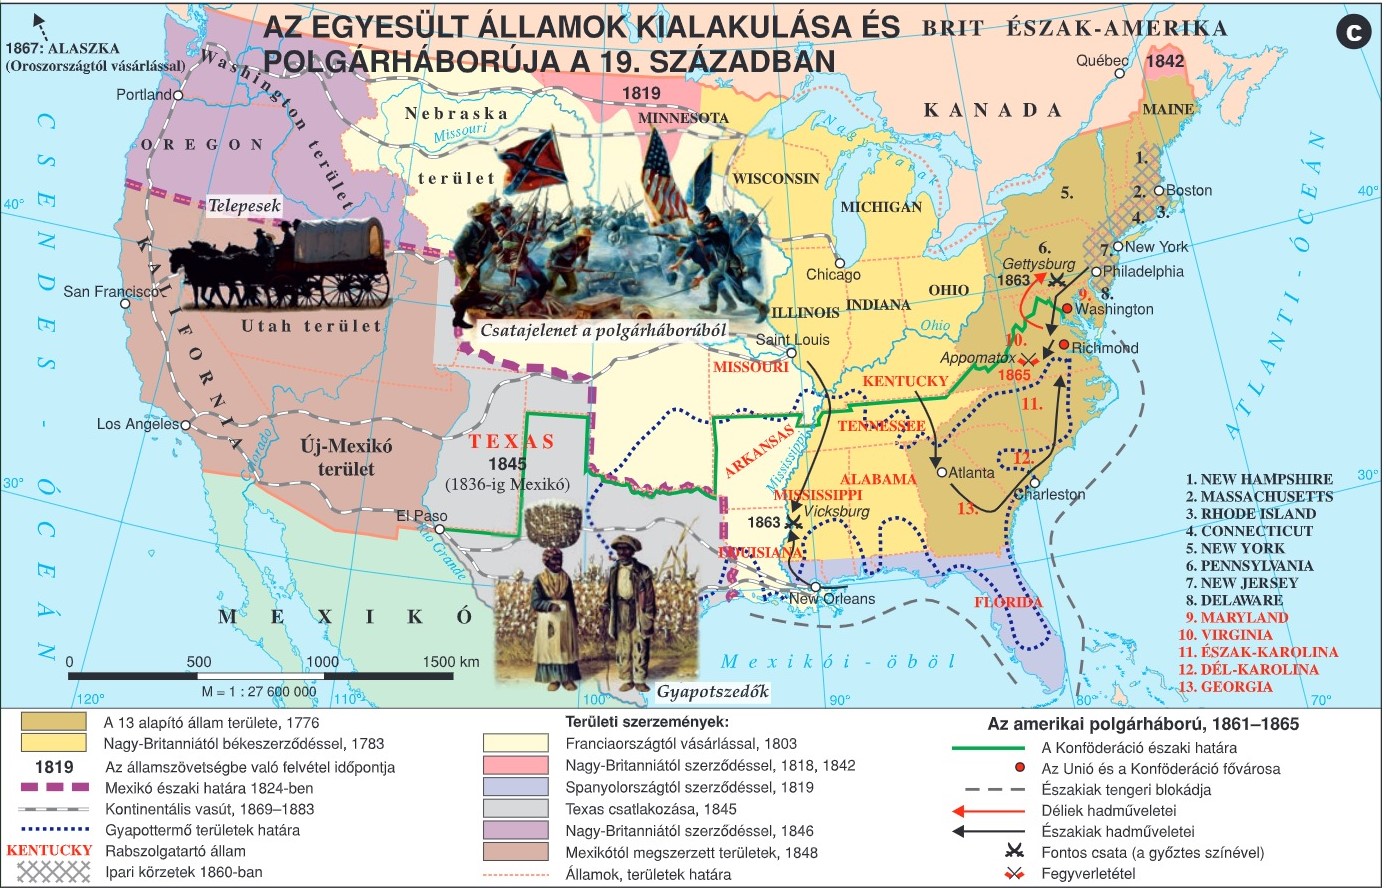 AZ EGYESÜLT ÁLLAMOK KIALAKULÁSA ÉS
POLGÁRHÁBORÚJA A 19. SZÁZADBAN
C
BRIT ÉSZAK-AMERIKA
KANADA
1867: ALASZKA
(Oroszországtól vásárlással)
Portland
Washington terület
OREGON
Nebraska
terület
Missouri
1819
MINNESOTA
Québec
1842
MAINE
Nagy-tavak
WISCONSIN
MICHIGAN
1.
2.
3.
4.
5.
6.
7.
8.
Boston
New York
Philadelphia
Gettysburg
1863
9.
Washington
10.
Richmond
Appomatox
1865
11.
12.
13.
40°
40°
CSENDES-ÓCEÁN
ATLANTI-ÓCEÁN
Telepesek
San Francisco
KALIFORNIA
Utah terület
Csatajelenet a polgárháborúból
Chicago
ILLINOIS
INDIANA
OHIO
Ohio
Saint Louis
MISSOURI
KENTUCKY
TENNESSEE
ARKANSAS
Mississippi
MISSISSIPPI
ALABAMA
Atlanta
Charleston
1863
Vicksburg
LOUISIANA
New Orleans
FLORIDA
Los Angeles
Colorado
Új-Mexikó
terület
TEXAS
1845
(1836-ig Mexikó)
El Paso
Rio Grande
30°
30°
MEXIKÓ
Mexikói-öböl
Gyapotszedők
0 500 1000 1500 km
M = 1 : 27 600 000
120°
110°
100°
90°
80°
70°
1. NEW HAMPSHIRE
2. MASSACHUSETTS
3. RHODE ISLAND
4. CONNECTICUT
5. NEW YORK
6. PENNSYLVANIA
7. NEW JERSEY
8. DELAWARE
9. MARYLAND
10. VIRGINIA
11. ÉSZAK-KAROLINA
12. DÉL-KAROLINA
13. GEORGIA
A 13 alapító állam területe, 1776
Nagy-Britanniától békeszerződéssel, 1783
1819 Az államszövetségbe való felvétel időpontja
Mexikó északi határa 1824-ben
Kontinentális vasút, 1869–1883
Gyapottermő területek határa
KENTUCKY Rabszolgatartó állam
Ipari körzetek 1860-ban
Területi szerzemények:
Franciaországtól vásárlással, 1803
Nagy-Britanniától szerződéssel, 1818, 1842
Spanyolországtól szerződéssel, 1819
Texas csatlakozása, 1845
Nagy-Britanniától szerződéssel, 1846
Mexikótól megszerzett területek, 1848
Államok, területek határa
Az amerikai polgárháború, 1861–1865
A Konföderáció északi határa
Az Unió és a Konföderáció fővárosa
Északiak tengeri blokádja
Déliek hadműveletei
Északiak hadműveletei
Fontos csata (a győztes színével)
Fegyverletétel